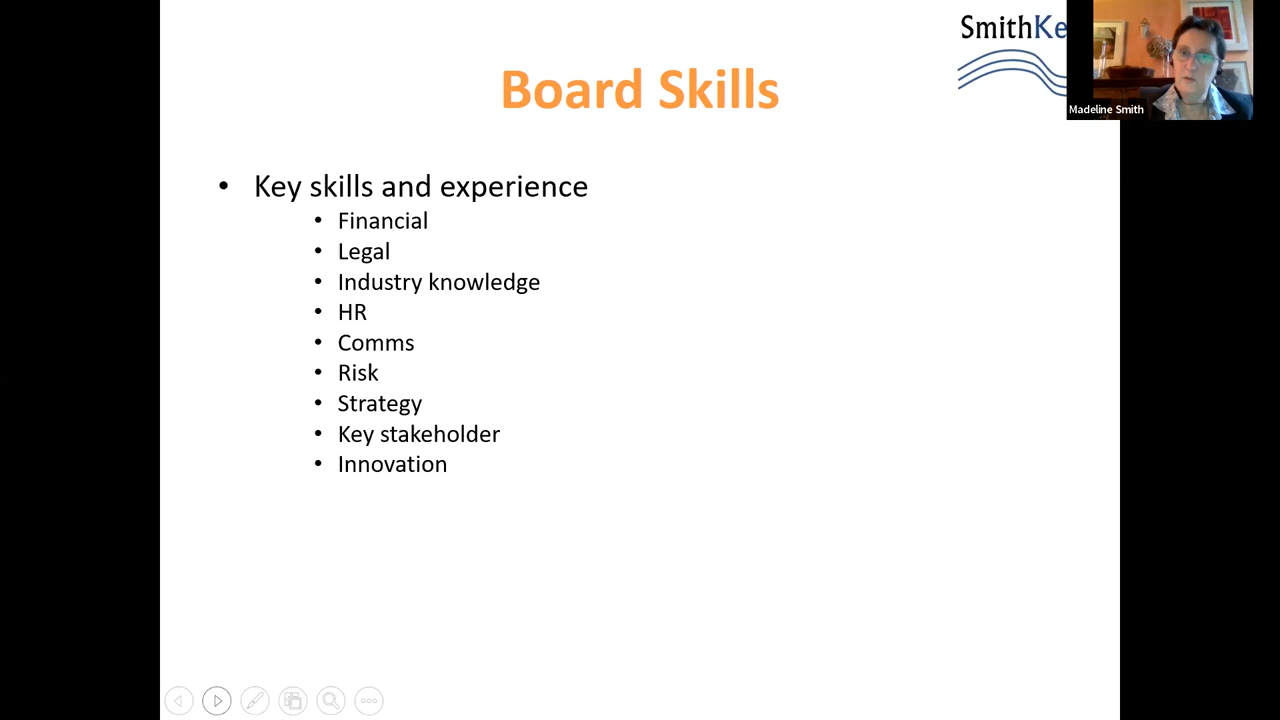 SmithKe
Madeline Smith
Board Skills
• Key skills and experience
• Financial
• Legal
• Industry knowledge
• HR
• Comms
• Risk
• Strategy
• Key stakeholder
• Innovation